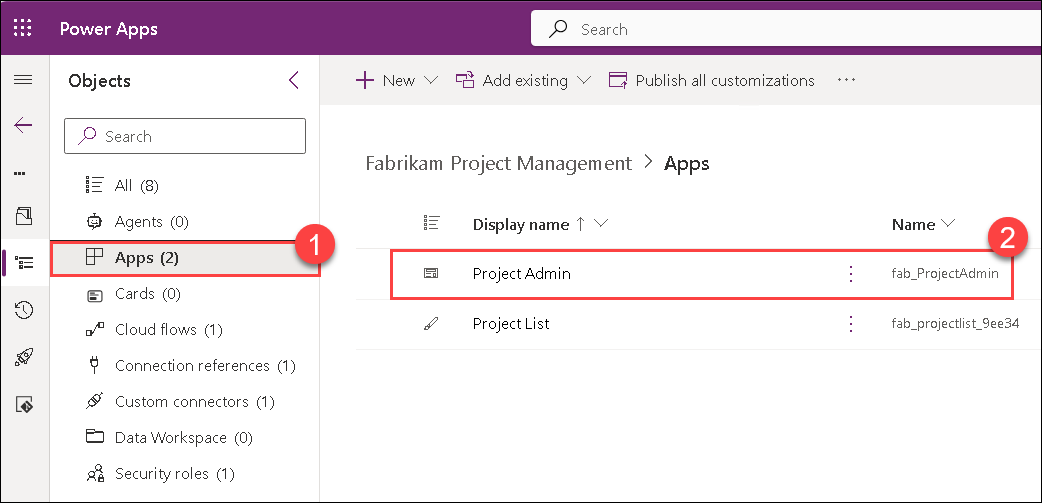 Power Apps
Search
Objects
New
Add existing
Publish all customizations
Search
All (8)
Agents (0)
Apps (2)
1
Cards (0)
Cloud flows (1)
Connection references (1)
Custom connectors (1)
Data Workspace (0)
Security roles (1)
Fabrikam Project Management > Apps
Display name ↑
Name
2
Project Admin
fab_ProjectAdmin
Project List
fab_projectlist_9ee34